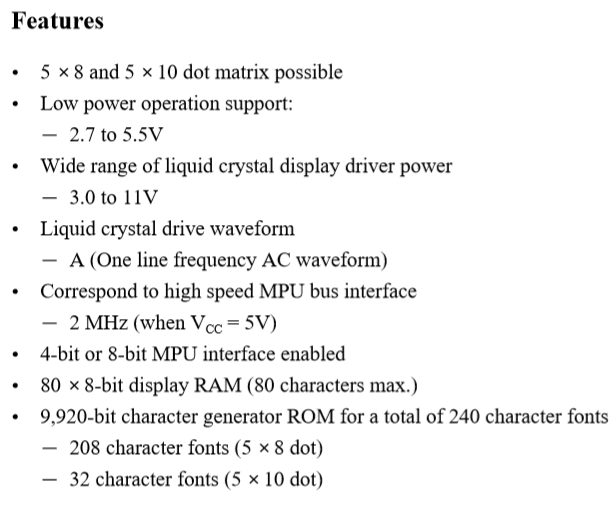 Features
• 5 × 8 and 5 × 10 dot matrix possible
• Low power operation support:
— 2.7 to 5.5V
• Wide range of liquid crystal display driver power
— 3.0 to 11V
• Liquid crystal drive waveform
— A (One line frequency AC waveform)
• Correspond to high speed MPU bus interface
— 2 MHz (when VCC = 5V)
• 4-bit or 8-bit MPU interface enabled
• 80 × 8-bit display RAM (80 characters max.)
• 9,920-bit character generator ROM for a total of 240 character fonts
— 208 character fonts (5 × 8 dot)
— 32 character fonts (5 × 10 dot)